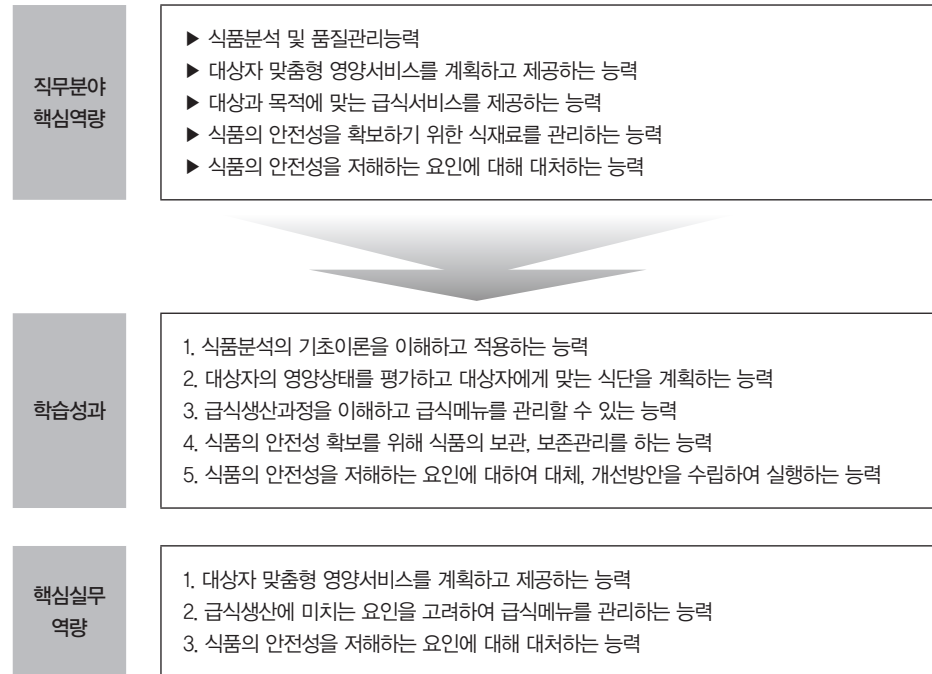 직무분야
핵심역량
▶ 식품분석 및 품질관리능력
▶ 대상자 맞춤형 영양서비스를 계획하고 제공하는 능력
▶ 대상과 목적에 맞는 급식서비스를 제공하는 능력
▶ 식품의 안전성을 확보하기 위한 식재료를 관리하는 능력
▶ 식품의 안전성을 저해하는 요인에 대해 대처하는 능력
학습성과
1. 식품분석의 기초이론을 이해하고 적용하는 능력
2. 대상자의 영양상태를 평가하고 대상자에게 맞는 식단을 계획하는 능력
3. 급식생산과정을 이해하고 급식메뉴를 관리할 수 있는 능력
4. 식품의 안전성 확보를 위해 식품의 보관, 보존관리를 하는 능력
5. 식품의 안전성을 저해하는 요인에 대하여 대체, 개선방안을 수립하여 실행하는 능력
핵심실무
역량
1. 대상자 맞춤형 영양서비스를 계획하고 제공하는 능력
2. 급식생산에 미치는 요인을 고려하여 급식메뉴를 관리하는 능력
3. 식품의 안전성을 저해하는 요인에 대해 대처하는 능력